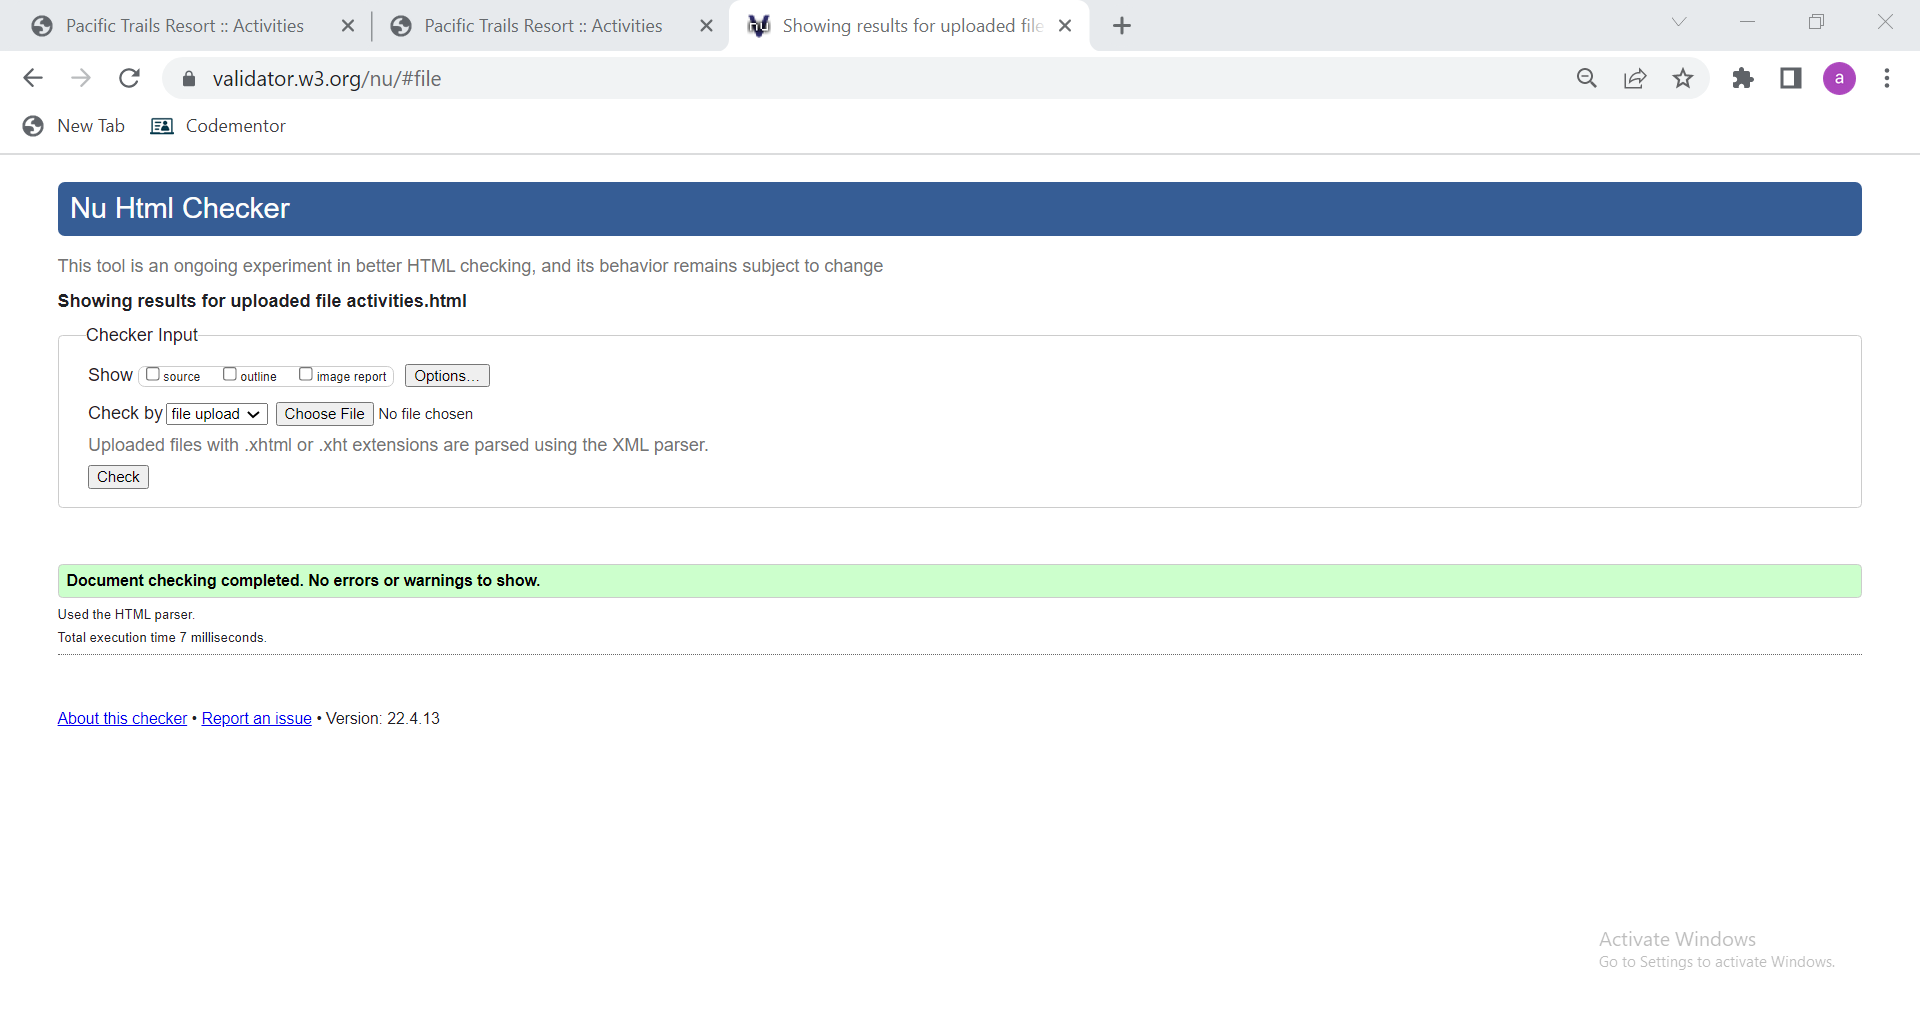 Pacific Trails Resort :: Activities
Pacific Trails Resort :: Activities
nu Showing results for uploaded file
validator.w3.org/nu/#file
a
New Tab
Codementor
Nu Html Checker
This tool is an ongoing experiment in better HTML checking, and its behavior remains subject to change
Showing results for uploaded file activities.html
Checker Input
Show source outline image report Options...
Check by file upload Choose File No file chosen
Uploaded files with .xhtml or .xht extensions are parsed using the XML parser.
Check
Document checking completed. No errors or warnings to show.
Used the HTML parser.
Total execution time 7 milliseconds.
About this checker • Report an issue • Version: 22.4.13
Activate Windows
Go to Settings to activate Windows.